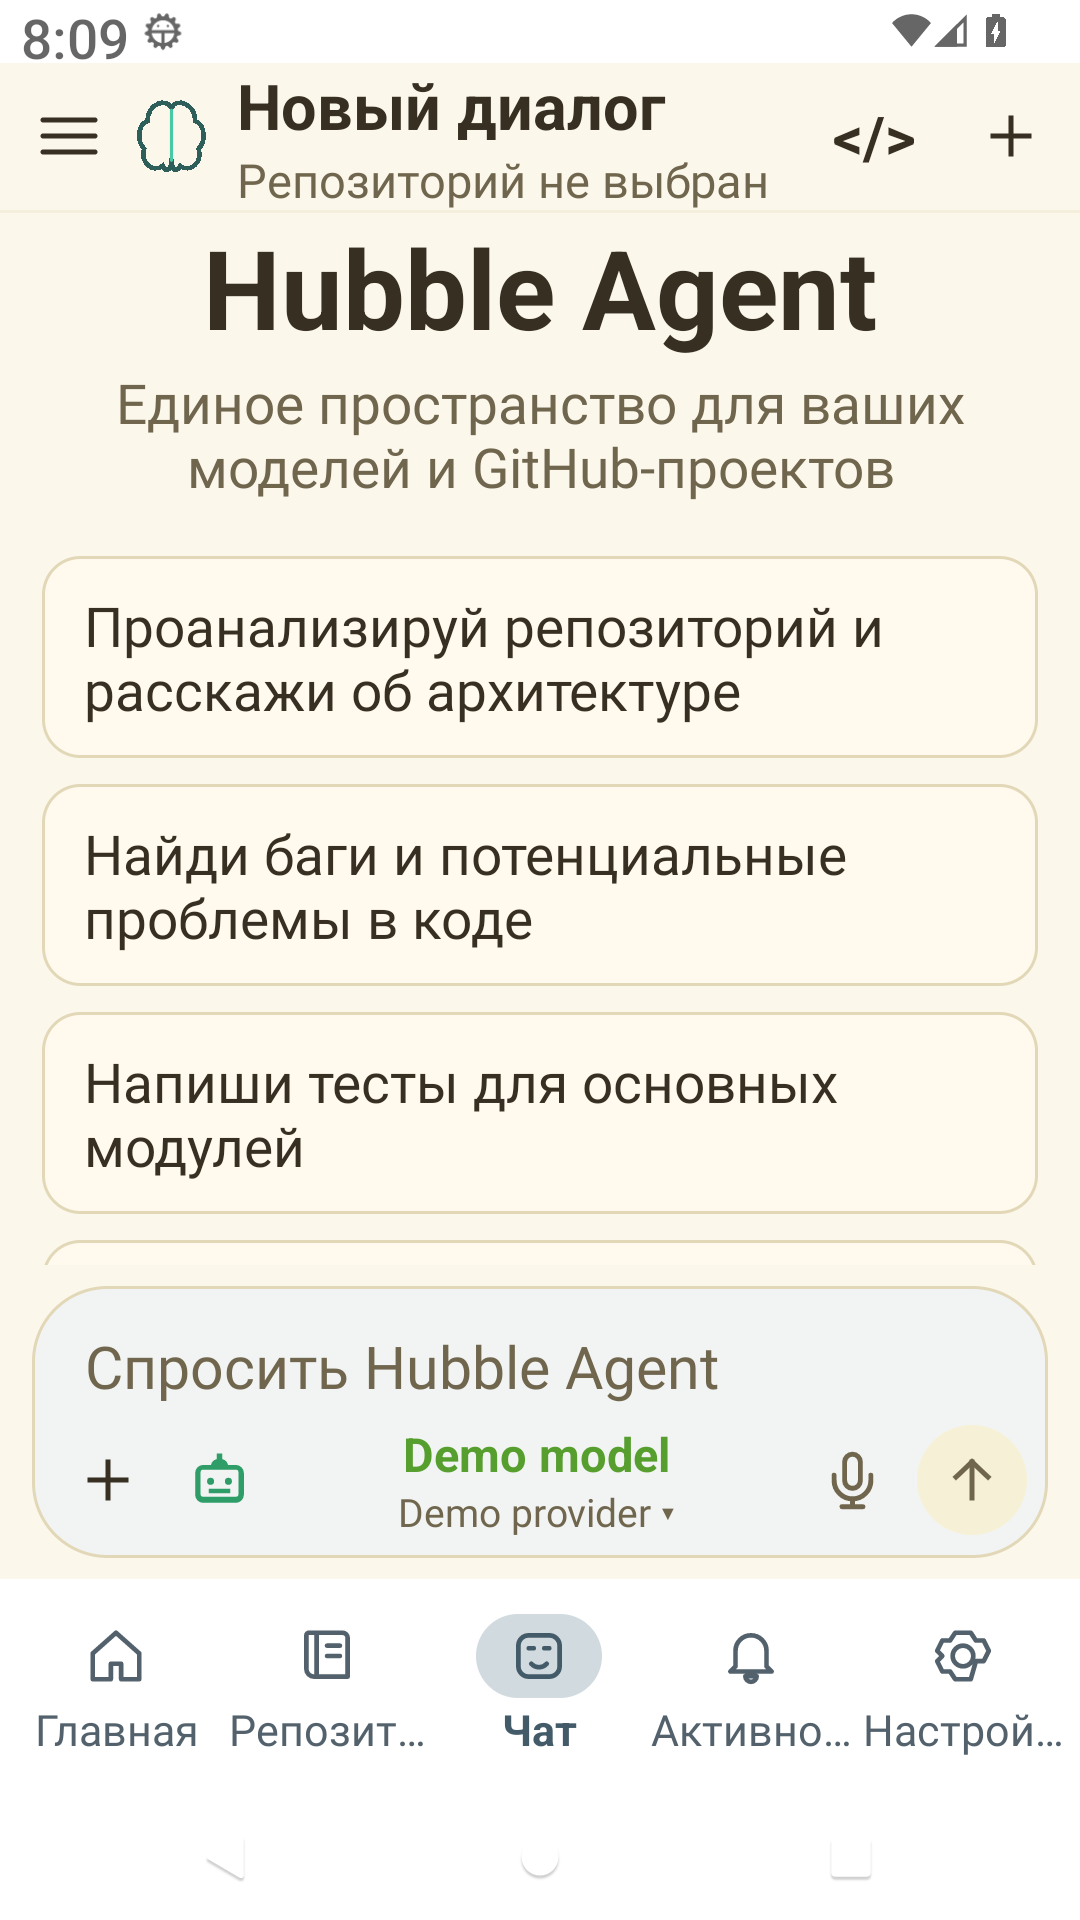 8:09
Новый диалог
Репозиторий не выбран
</>
Hubble Agent
Единое пространство для ваших
моделей и GitHub-проектов
Проанализируй репозиторий и
расскажи об архитектуре
Найди баги и потенциальные
проблемы в коде
Напиши тесты для основных
модулей
Спросить Hubble Agent
Demo model
Demo provider ▾
Главная
Репозит…
Чат
Активно…
Настрой…